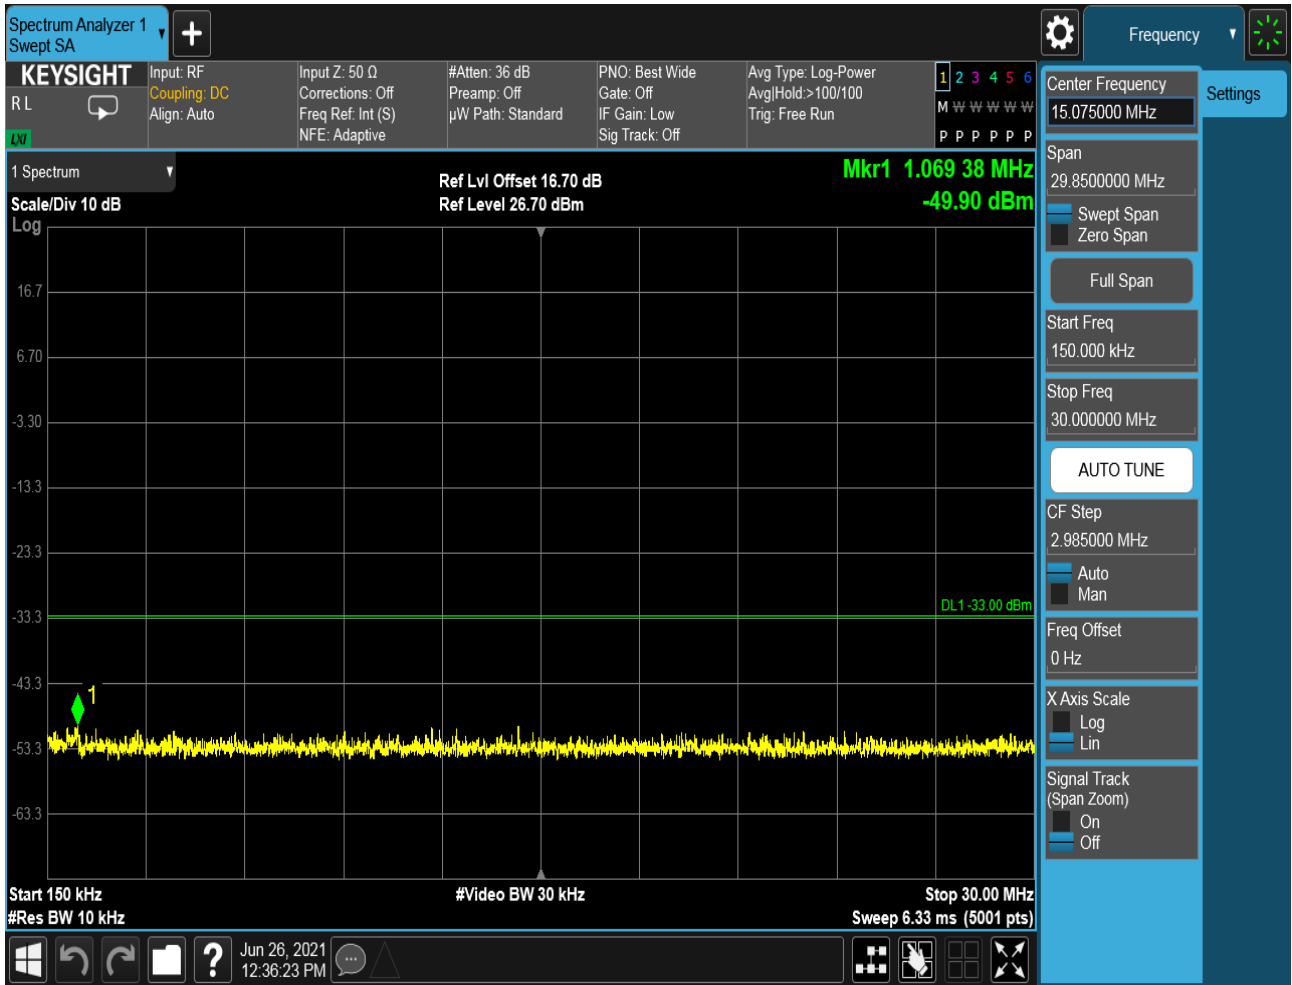 Spectrum Analyzer 1
Swept SA
Frequency
KEYSIGHT
R L
LXI
Input: RF
Coupling: DC
Align: Auto
Input Z: 50 Ω
Corrections: Off
Freq Ref: Int (S)
NFE: Adaptive
#Atten: 36 dB
Preamp: Off
µW Path: Standard
PNO: Best Wide
Gate: Off
IF Gain: Low
Sig Track: Off
Avg Type: Log-Power
Avg|Hold:>100/100
Trig: Free Run
1 2 3 4 5 6
M W W W W W
P P P P P P
Center Frequency
15.075000 MHz
Settings
Span
29.8500000 MHz
Swept Span
Zero Span
Full Span
Start Freq
150.000 kHz
Stop Freq
30.000000 MHz
AUTO TUNE
CF Step
2.985000 MHz
Auto
Man
Freq Offset
0 Hz
X Axis Scale
Log
Lin
Signal Track
(Span Zoom)
On
Off
1 Spectrum
Scale/Div 10 dB
Log
Ref Lvl Offset 16.70 dB
Ref Level 26.70 dBm
Mkr1 1.069 38 MHz
-49.90 dBm
16.7
6.70
-3.30
-13.3
-23.3
-33.3
-43.3
-53.3
-63.3
DL1 -33.00 dBm
1
Start 150 kHz
#Video BW 30 kHz
Stop 30.00 MHz
#Res BW 10 kHz
Sweep 6.33 ms (5001 pts)
?
Jun 26, 2021
12:36:23 PM